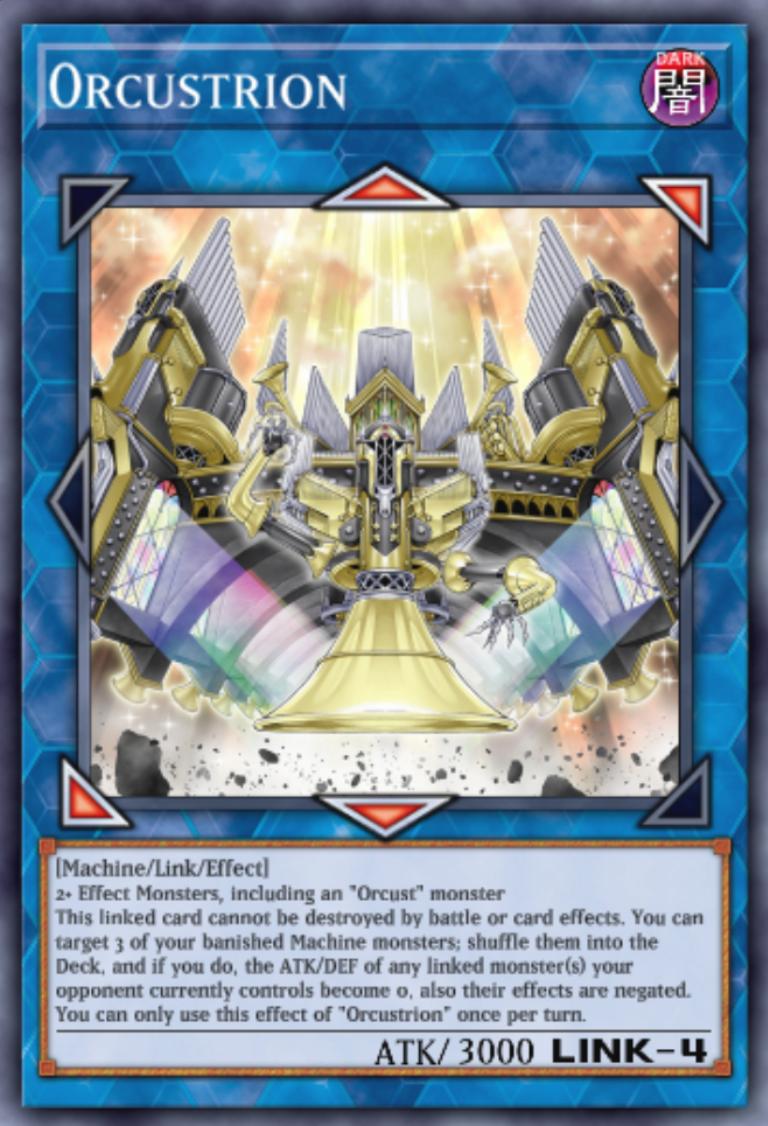 ORCUSTRION
DARK
闇
[Machine/Link/Effect]
2+ Effect Monsters, including an "Orcust" monster
This linked card cannot be destroyed by battle or card effects. You can
target 3 of your banished Machine monsters; shuffle them into the
Deck, and if you do, the ATK/DEF of any linked monster(s) your
opponent currently controls become 0, also their effects are negated.
You can only use this effect of "Orcustrion" once per turn.
ATK/ 3000 LINK-4